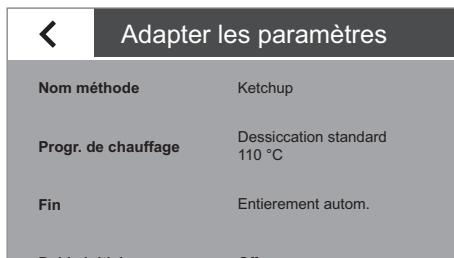 Adapter les paramètres
Nom méthode Ketchup
Progr. de chauffage Dessiccation standard
110 °C
Fin Entierement autom.